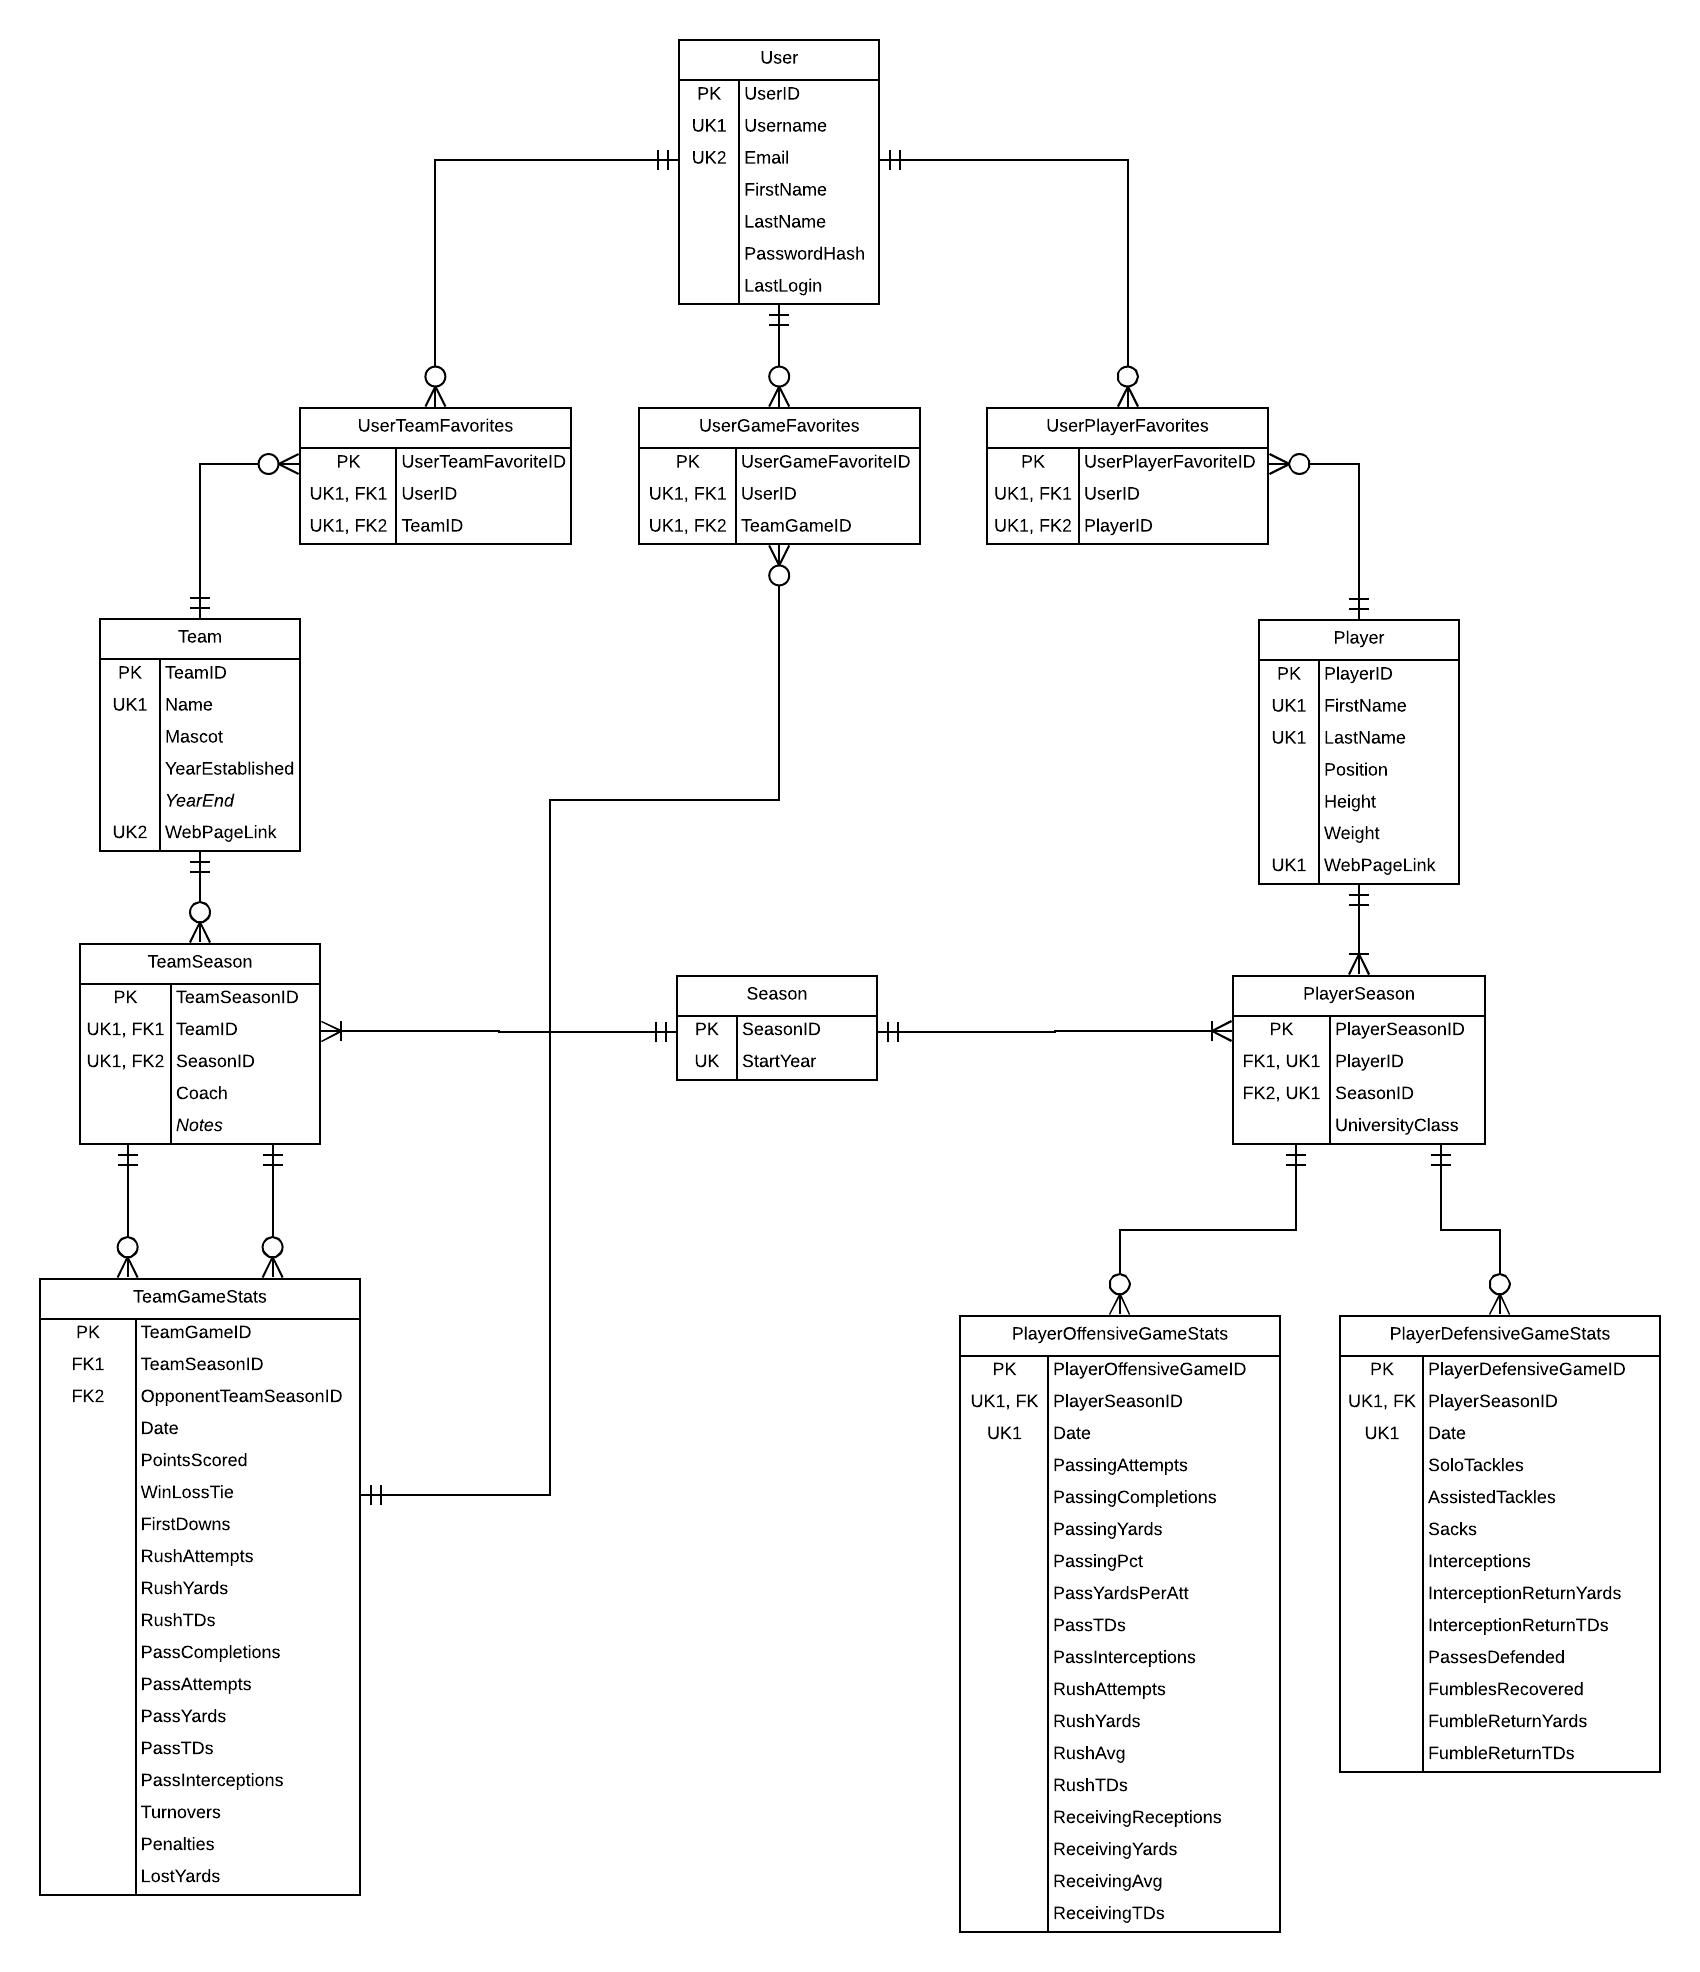 User
PK UserID
UK1 Username
UK2 Email
FirstName
LastName
PasswordHash
LastLogin
UserTeamFavorites
PK UserTeamFavoriteID
UK1, FK1 UserID
UK1, FK2 TeamID
UserGameFavorites
PK UserGameFavoriteID
UK1, FK1 UserID
UK1, FK2 TeamGameID
UserPlayerFavorites
PK UserPlayerFavoriteID
UK1, FK1 UserID
UK1, FK2 PlayerID
Team
PK TeamID
UK1 Name
Mascot
YearEstablished
YearEnd
UK2 WebPageLink
Player
PK PlayerID
UK1 FirstName
UK1 LastName
Position
Height
Weight
UK1 WebPageLink
TeamSeason
PK TeamSeasonID
UK1, FK1 TeamID
UK1, FK2 SeasonID
Coach
Notes
Season
PK SeasonID
UK StartYear
PlayerSeason
PK PlayerSeasonID
FK1, UK1 PlayerID
FK2, UK1 SeasonID
UniversityClass
TeamGameStats
PK TeamGameID
FK1 TeamSeasonID
FK2 OpponentTeamSeasonID
Date
PointsScored
WinLossTie
FirstDowns
RushAttempts
RushYards
RushTDs
PassCompletions
PassAttempts
PassYards
PassTDs
PassInterceptions
Turnovers
Penalties
LostYards
PlayerOffensiveGameStats
PK PlayerOffensiveGameID
UK1, FK PlayerSeasonID
UK1 Date
PassingAttempts
PassingCompletions
PassingYards
PassingPct
PassYardsPerAtt
PassTDs
PassInterceptions
RushAttempts
RushYards
RushAvg
RushTDs
ReceivingReceptions
ReceivingYards
ReceivingAvg
ReceivingTDs
PlayerDefensiveGameStats
PK PlayerDefensiveGameID
UK1, FK PlayerSeasonID
UK1 Date
SoloTackles
AssistedTackles
Sacks
Interceptions
InterceptionReturnYards
InterceptionReturnTDs
PassesDefended
FumblesRecovered
FumbleReturnYards
FumbleReturnTDs